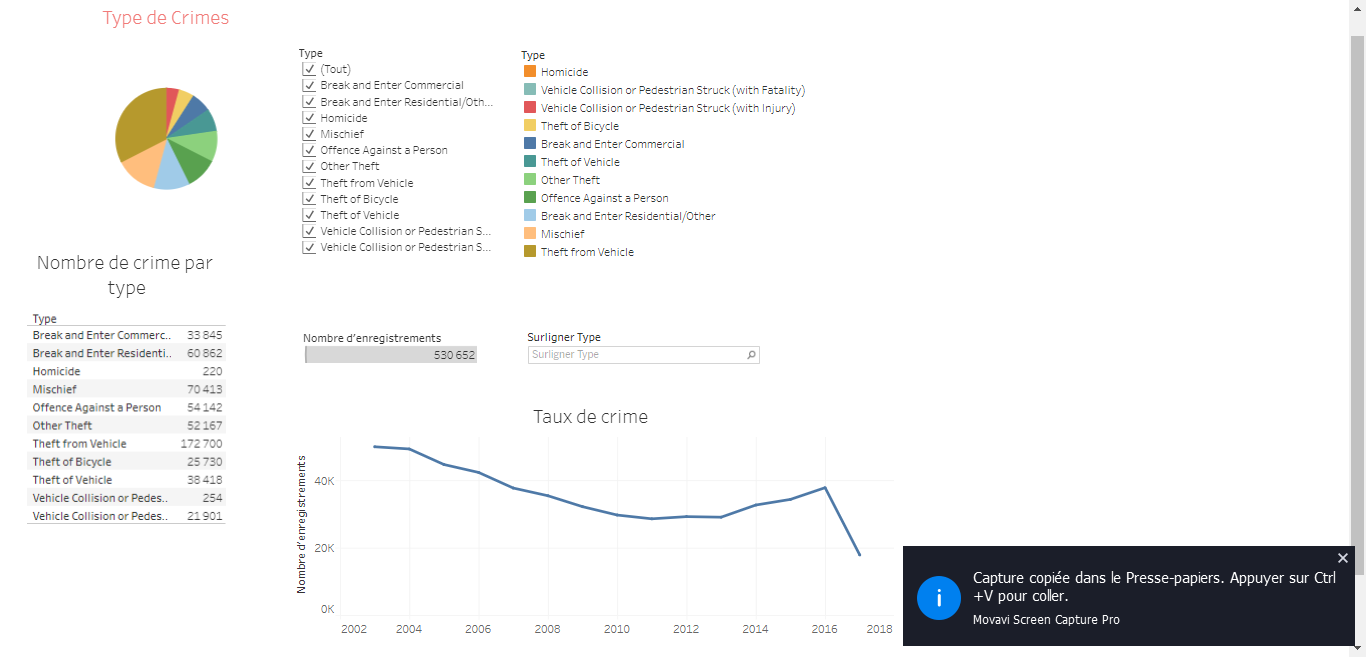 Type de Crimes
Type
(Tout)
Break and Enter Commercial
Break and Enter Residential/Oth...
Homicide
Mischief
Offence Against a Person
Other Theft
Theft from Vehicle
Theft of Bicycle
Theft of Vehicle
Vehicle Collision or Pedestrian S...
Vehicle Collision or Pedestrian S...
Type
Homicide
Vehicle Collision or Pedestrian Struck (with Fatality)
Vehicle Collision or Pedestrian Struck (with Injury)
Theft of Bicycle
Break and Enter Commercial
Theft of Vehicle
Other Theft
Offence Against a Person
Break and Enter Residential/Other
Mischief
Theft from Vehicle
Nombre de crime par
type
Type
Break and Enter Commerc.. 33 845
Break and Enter Residenti.. 60 862
Homicide 220
Mischief 70 413
Offence Against a Person 54 142
Other Theft 52 167
Theft from Vehicle 172 700
Theft of Bicycle 25 730
Theft of Vehicle 38 418
Vehicle Collision or Pedes.. 254
Vehicle Collision or Pedes.. 21 901
Nombre d'enregistrements
530 652
Surligner Type
Surligner Type
Taux de crime
Nombre d'enregistrements
40K
20K
0K
2002 2004 2006 2008 2010 2012 2014 2016 2018
Capture copiée dans le Presse-papiers. Appuyer sur Ctrl
+V pour coller.
Movavi Screen Capture Pro